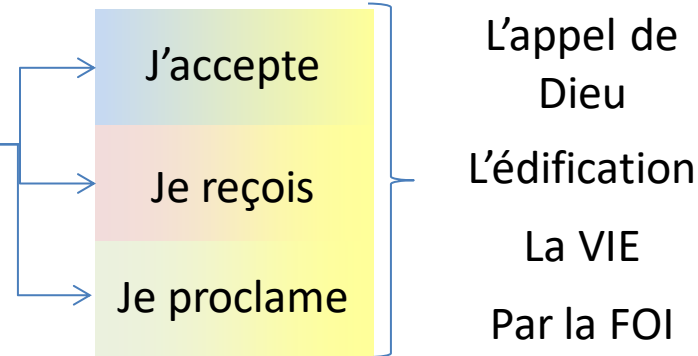 J’accepte
Je reçois
Je proclame
L’appel de
Dieu
L’édification
La VIE
Par la FOI